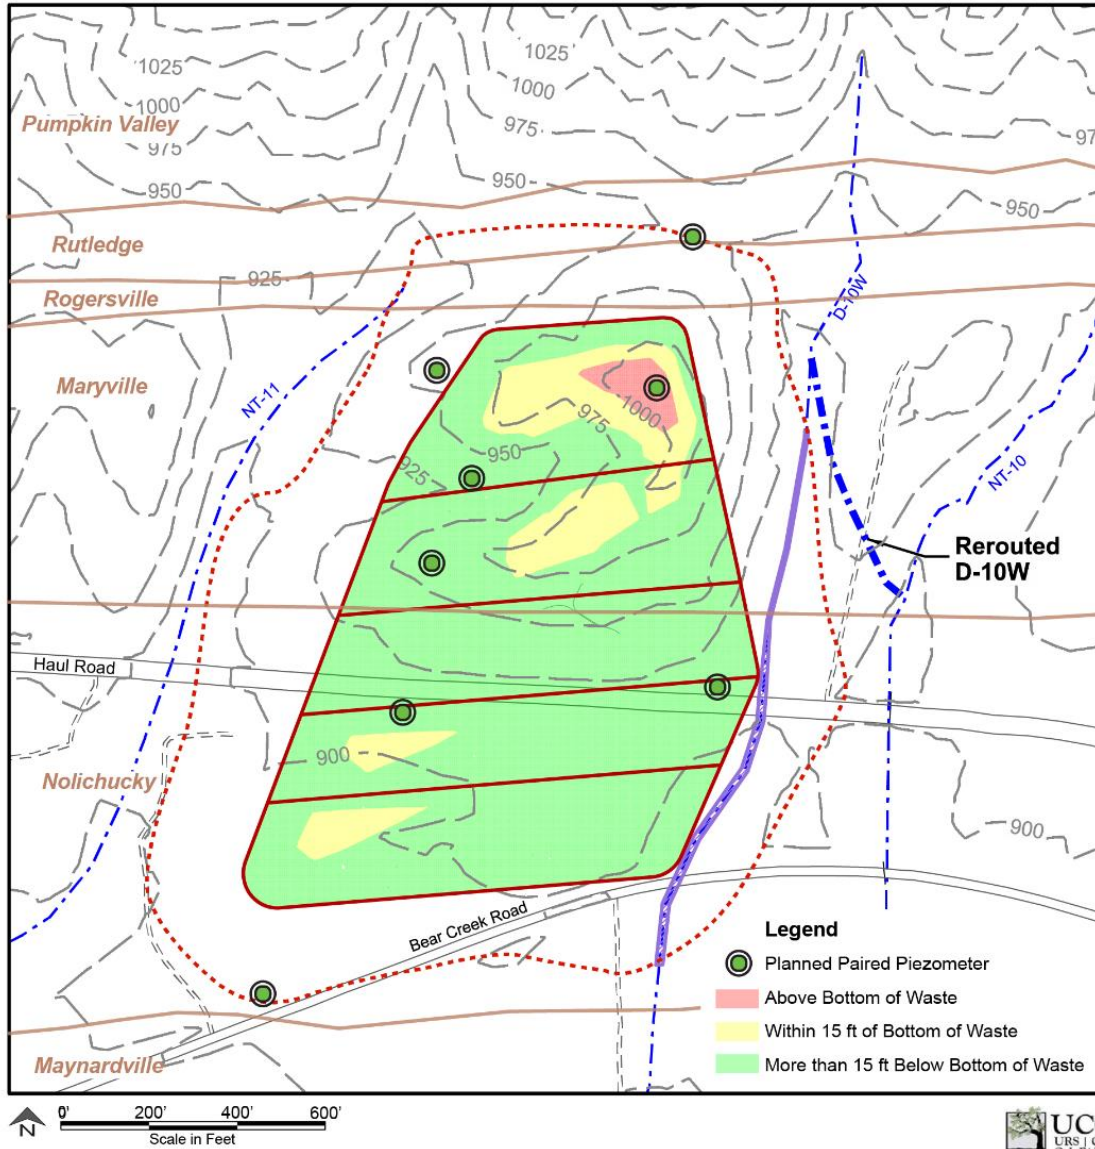 1025
1025
1000
1000
Pumpkin Valley
975
975
97
950
950
950
Rutledge
925
Rogersville
D-10W
Maryville
NT-11
1000
975
950
925
NT-10
Rerouted
D-10W
Haul Road
900
Nolichucky
900
Bear Creek Road
Legend
Planned Paired Piezometer
Above Bottom of Waste
Within 15 ft of Bottom of Waste
More than 15 ft Below Bottom of Waste
Maynardville
N
0' 200' 400' 600'
Scale in Feet
UC
URS |